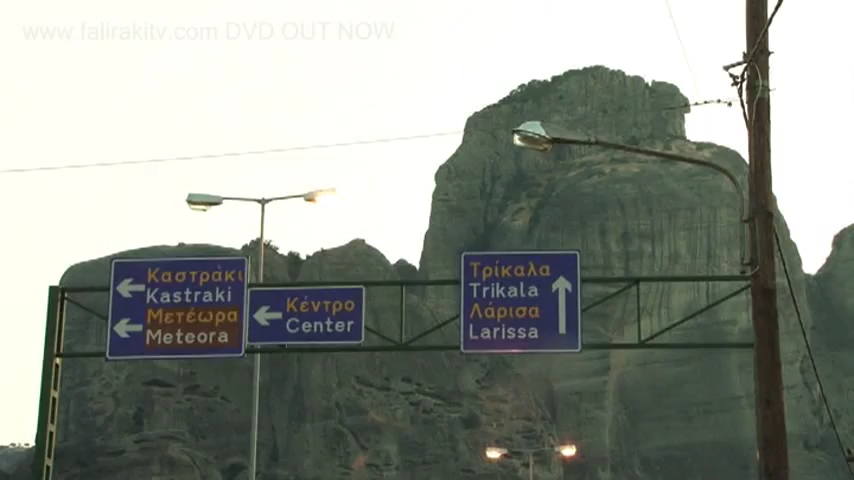 www.falirakitv.com DVD OUT NOW
Καστράκι
Kastraki
Μετέωρα
Meteora
Κέντρο
Center
Τρίκαλα
Trikala
Λάρισα
Larissa